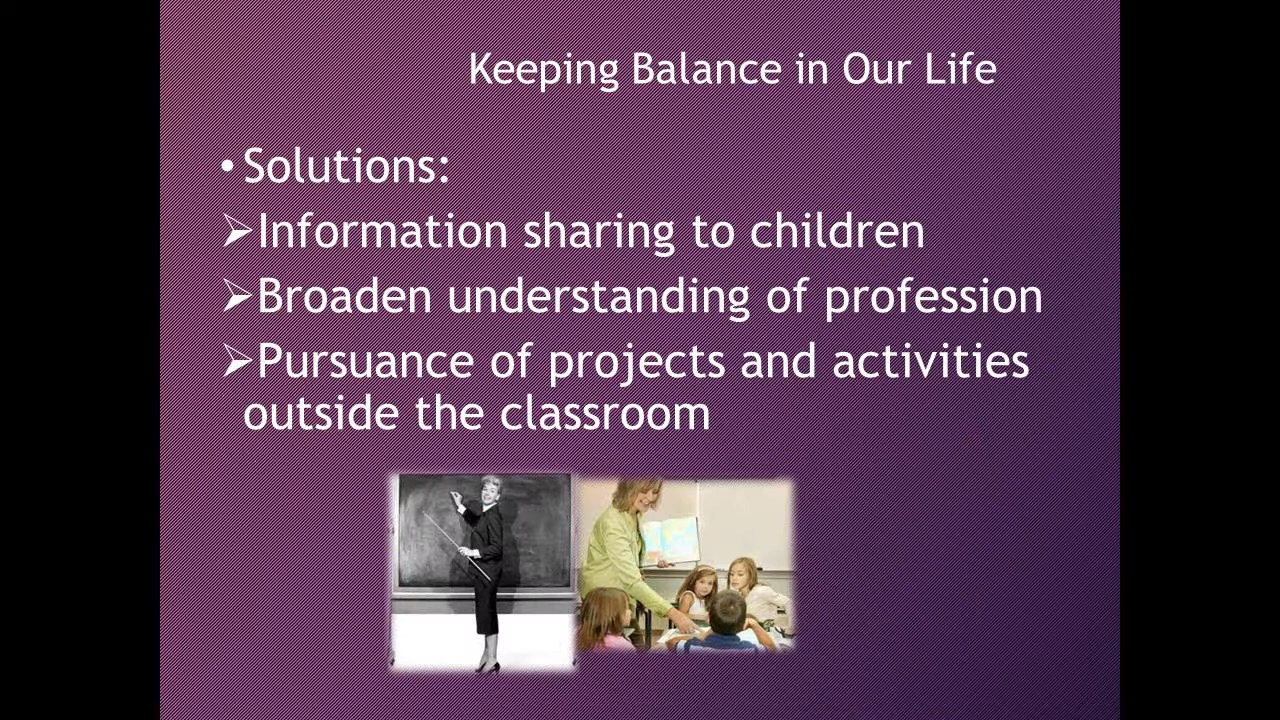 Keeping Balance in Our Life
• Solutions:
➢Information sharing to children
➢Broaden understanding of profession
➢Pursuance of projects and activities
outside the classroom